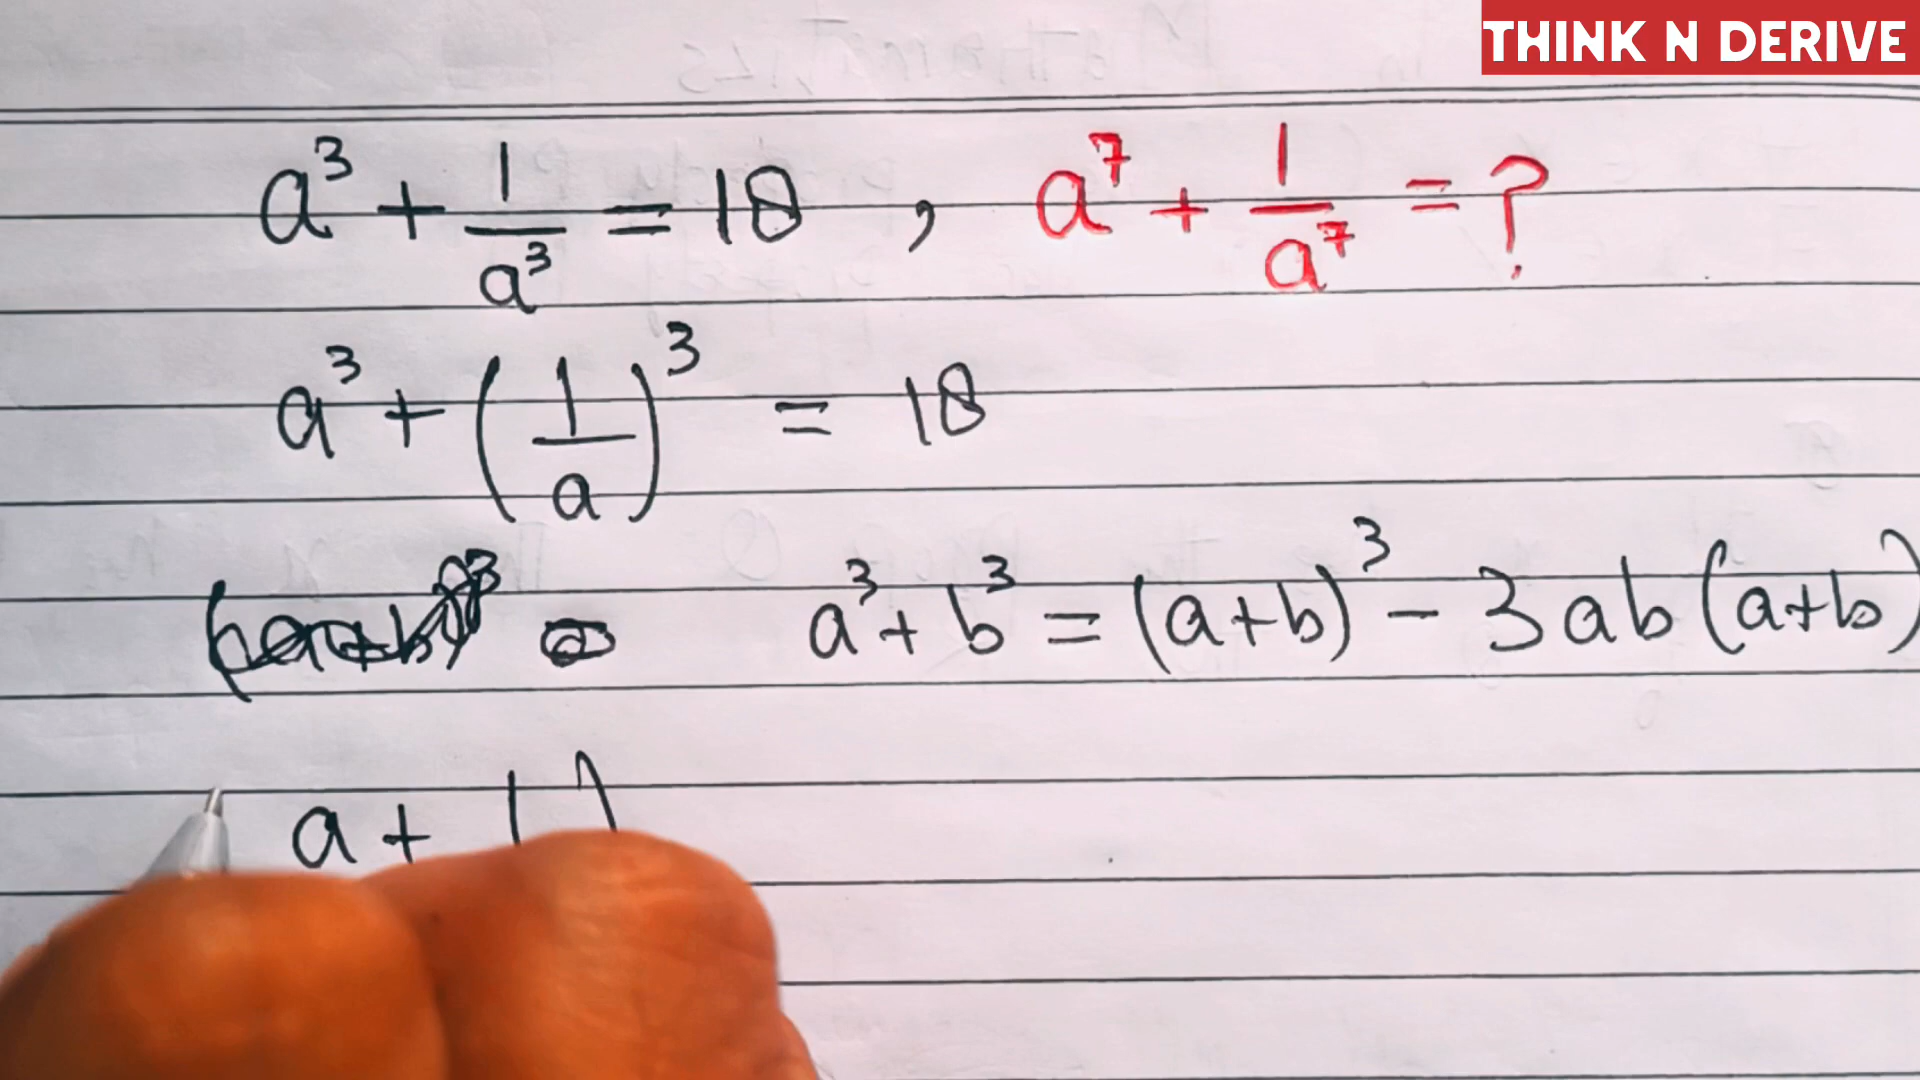 THINK N DERIVE
a³ + 1/a³ = 18 , a⁷ + 1/a⁷ = ?
a³ + (1/a)³ = 18
a³ + b³ = (a+b)³ - 3ab(a+b)
a + 1 )